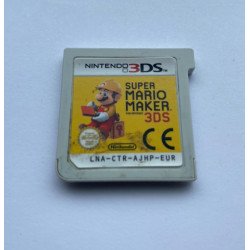 NINTENDO 3DS
SUPER
MARIO
MAKER
3DS
CE
Nintendo
LNA-CTR-AJHP-EUR